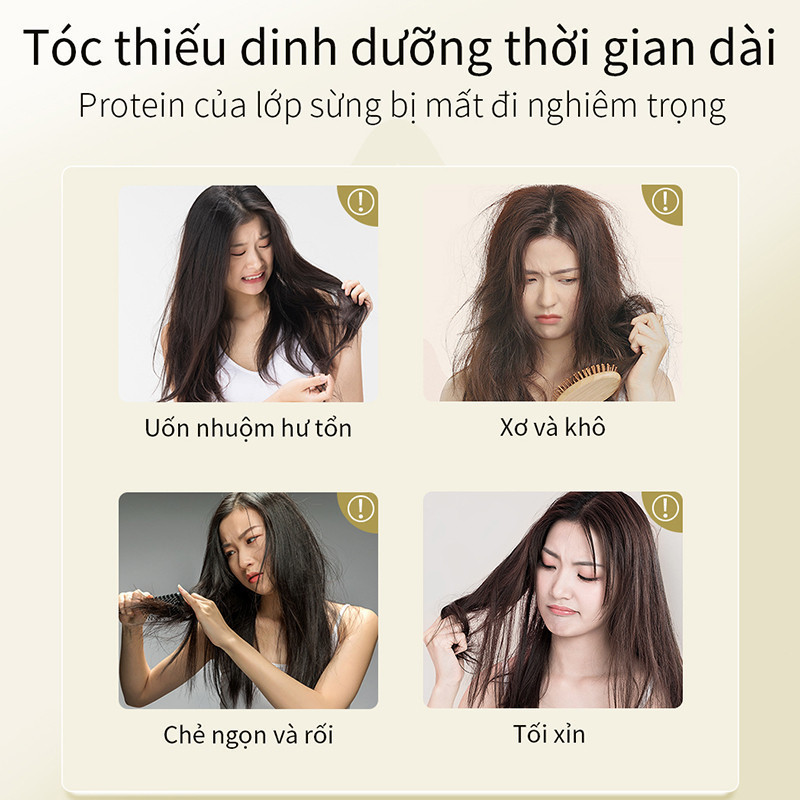 Tóc thiếu dinh dưỡng thời gian dài
Protein của lớp sừng bị mất đi nghiêm trọng
Uốn nhuộm hư tổn
Xơ và khô
Chẻ ngọn và rối
Tối xỉn